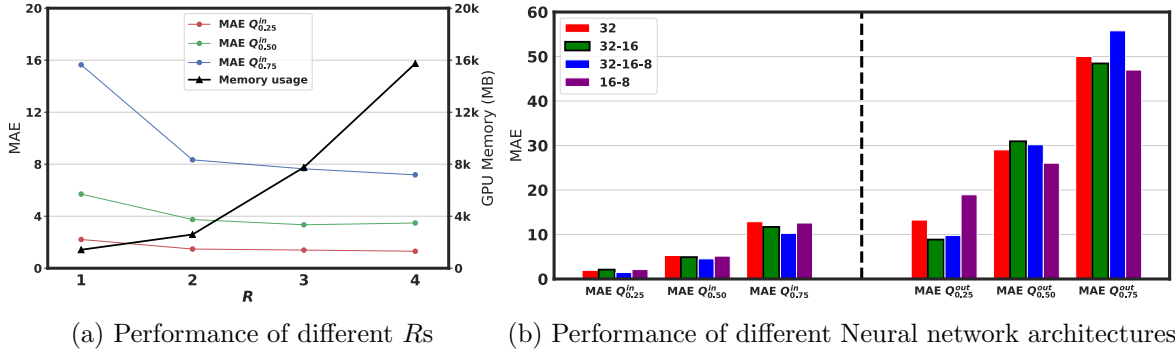 20
16
12
8
4
0
MAE
MAE Q^in_0.25
MAE Q^in_0.50
MAE Q^in_0.75
Memory usage
20k
16k
12k
8k
4k
0
GPU Memory (MB)
1 2 3 4
R
(a) Performance of different Rs
60
50
40
30
20
10
0
MAE
32
32-16
32-16-8
16-8
MAE Q^in_0.25 MAE Q^in_0.50 MAE Q^in_0.75 MAE Q^out_0.25 MAE Q^out_0.50 MAE Q^out_0.75
(b) Performance of different Neural network architectures